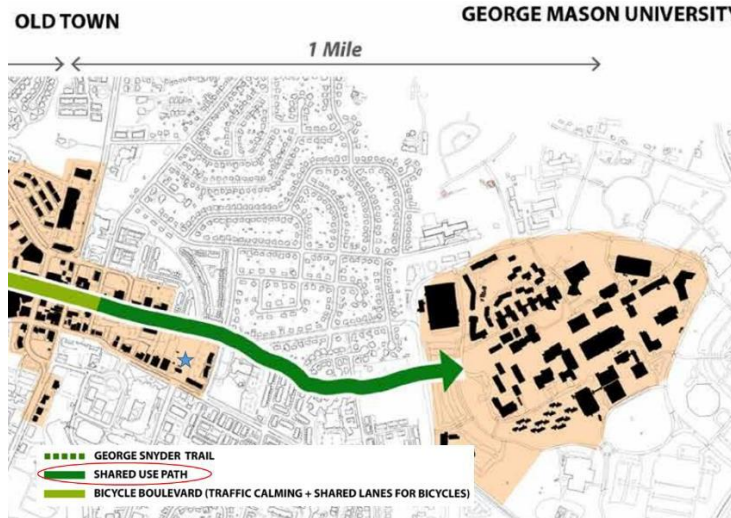 OLD TOWN
GEORGE MASON UNIVERSITY
1 Mile
GEORGE SNYDER TRAIL
SHARED USE PATH
BICYCLE BOULEVARD (TRAFFIC CALMING + SHARED LANES FOR BICYCLES)